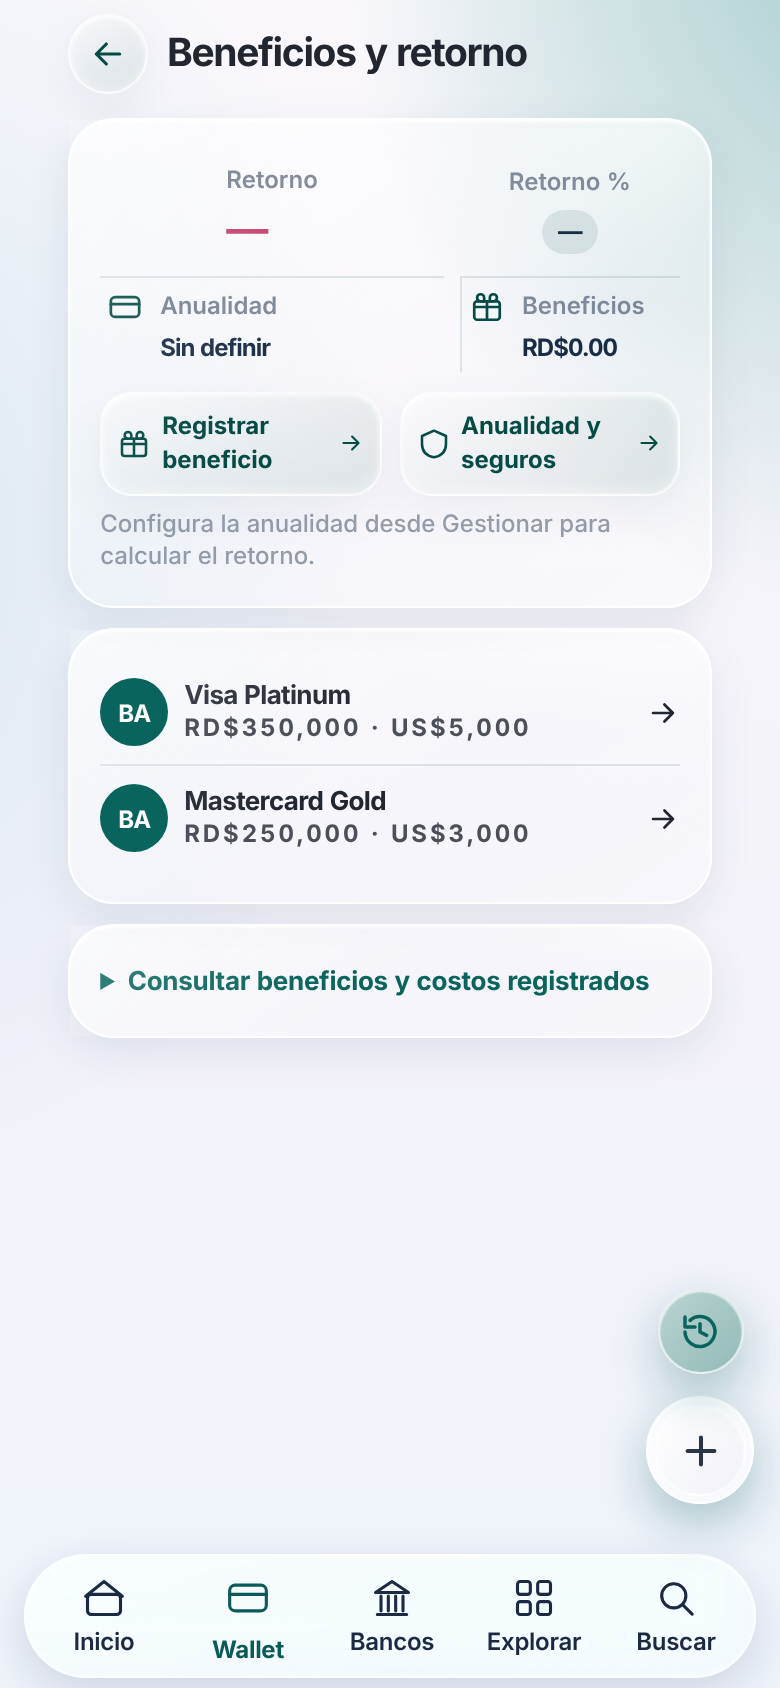 Beneficios y retorno
Retorno
Retorno %
—
—
Anualidad
Sin definir
Beneficios
RD$0.00
Registrar
beneficio
Anualidad y
seguros
Configura la anualidad desde Gestionar para
calcular el retorno.
BA
Visa Platinum
RD$350,000 · US$5,000
BA
Mastercard Gold
RD$250,000 · US$3,000
Consultar beneficios y costos registrados
Inicio
Wallet
Bancos
Explorar
Buscar